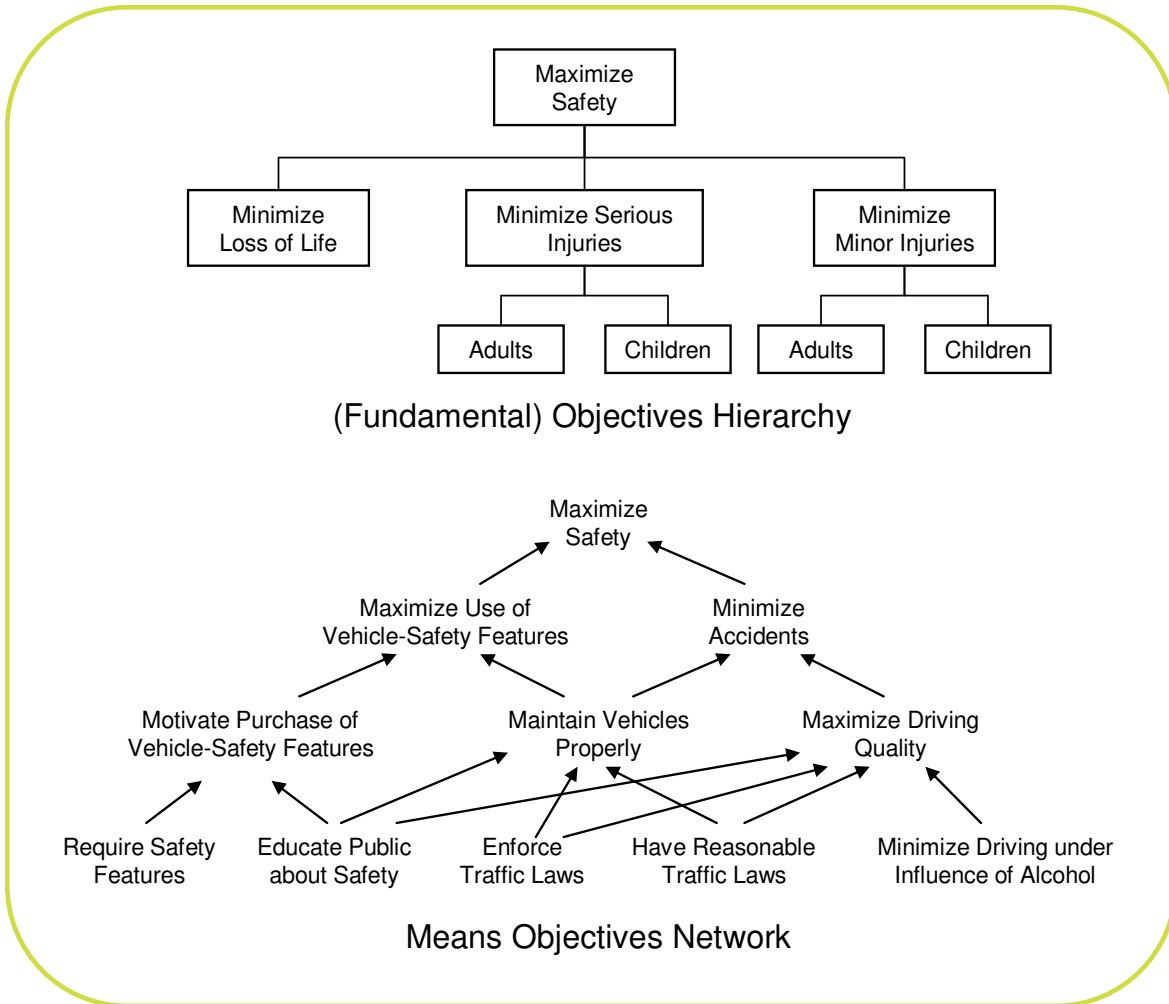 Maximize
Safety
Minimize
Loss of Life
Minimize Serious
Injuries
Minimize
Minor Injuries
Adults
Children
Adults
Children
(Fundamental) Objectives Hierarchy
Maximize
Safety
Maximize Use of
Vehicle-Safety Features
Minimize
Accidents
Motivate Purchase of
Vehicle-Safety Features
Maintain Vehicles
Properly
Maximize Driving
Quality
Require Safety
Features
Educate Public
about Safety
Enforce
Traffic Laws
Have Reasonable
Traffic Laws
Minimize Driving under
Influence of Alcohol
Means Objectives Network